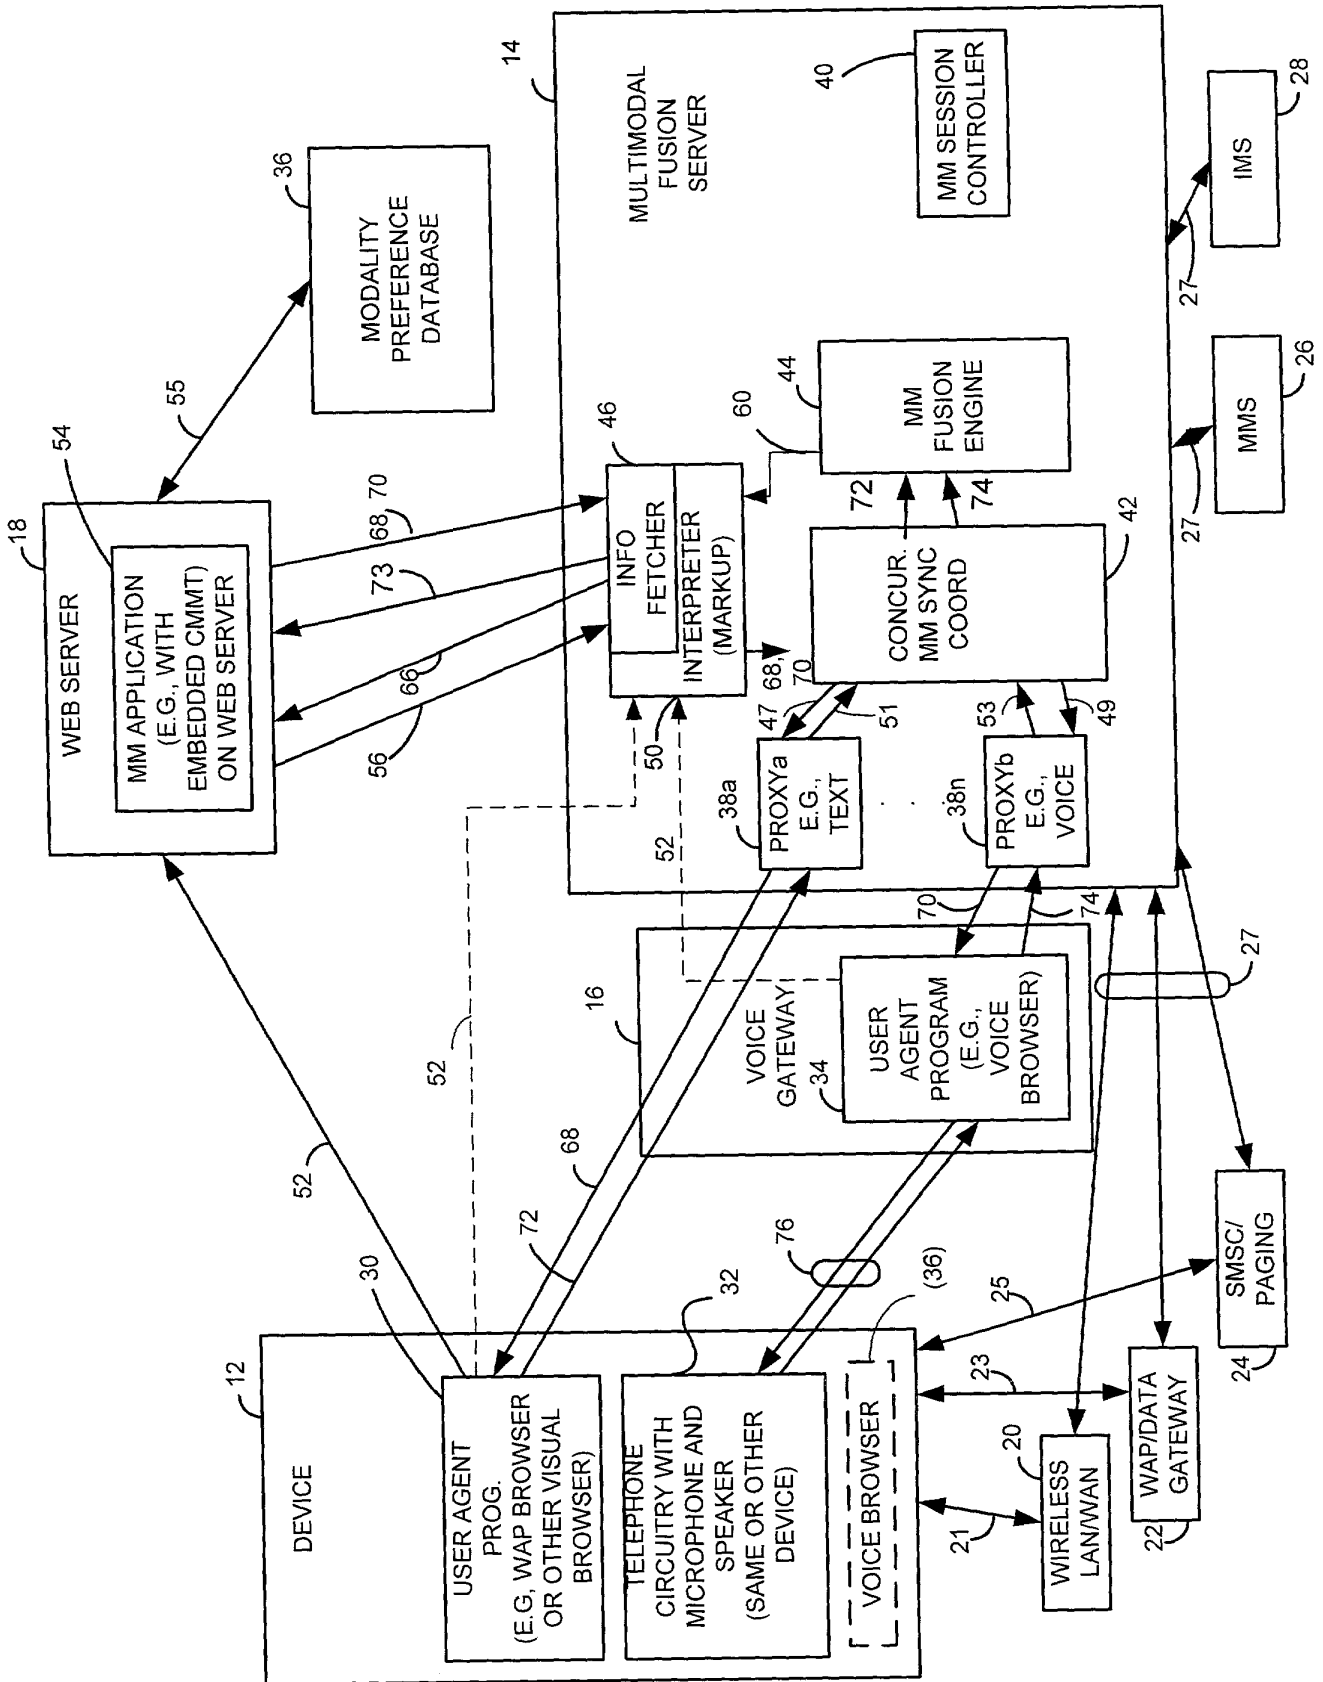 12
DEVICE
30
USER AGENT
PROG.
(E.G, WAP BROWSER
OR OTHER VISUAL
BROWSER)
32
TELEPHONE
CIRCUITRY WITH
MICROPHONE AND
SPEAKER
(SAME OR OTHER
DEVICE)
VOICE BROWSER
(36)
52
52
52
68
72
76
16
VOICE
GATEWAY
34
USER
AGENT
PROGRAM
(E.G.,
VOICE
BROWSER)
70
74
18
WEB SERVER
54
MM APPLICATION
(E.G., WITH
EMBEDDED CMMT)
ON WEB SERVER
55
36
MODALITY
PREFERENCE
DATABASE
56
66
73
68,
70
14
MULTIMODAL
FUSION
SERVER
46
INFO
FETCHER
INTERPRETER
(MARKUP)
50
60
68,
70
38a
PROXYa
E.G.,
TEXT
. . .
38n
PROXYb
E.G.,
VOICE
47
51
53
49
CONCUR.
MM SYNC
COORD
42
72
74
44
MM
FUSION
ENGINE
40
MM SESSION
CONTROLLER
21
20
WIRELESS
LAN/WAN
23
22
WAP/DATA
GATEWAY
25
24
SMSC/
PAGING
27
27
MMS
26
27
IMS
28